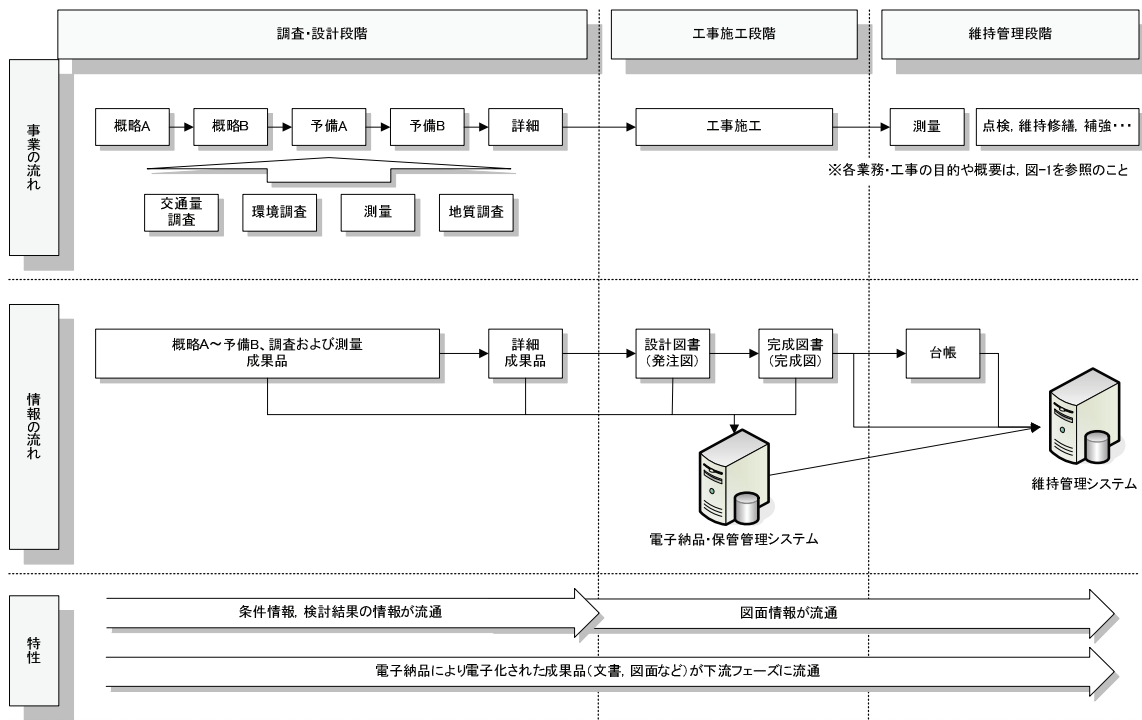 調査・設計段階
工事施工段階
維持管理段階
事業の流れ
概略A
概略B
予備A
予備B
詳細
工事施工
測量
点検, 維持修繕, 補強・・・
※各業務・工事の目的や概要は, 図-1を参照のこと
交通量
調査
環境調査
測量
地質調査
情報の流れ
概略A～予備B、調査および測量
成果品
詳細
成果品
設計図書
(発注図)
完成図書
(完成図)
台帳
維持管理システム
電子納品・保管管理システム
特性
条件情報, 検討結果の情報が流通
図面情報が流通
電子納品により電子化された成果品(文書, 図面など)が下流フェーズに流通